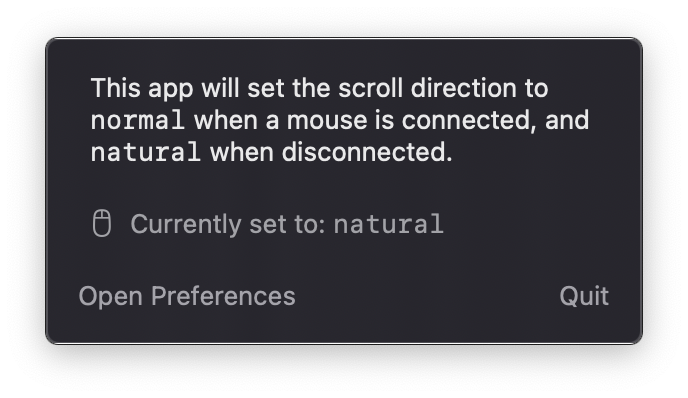 This app will set the scroll direction to
normal when a mouse is connected, and
natural when disconnected.
Currently set to: natural
Open Preferences
Quit